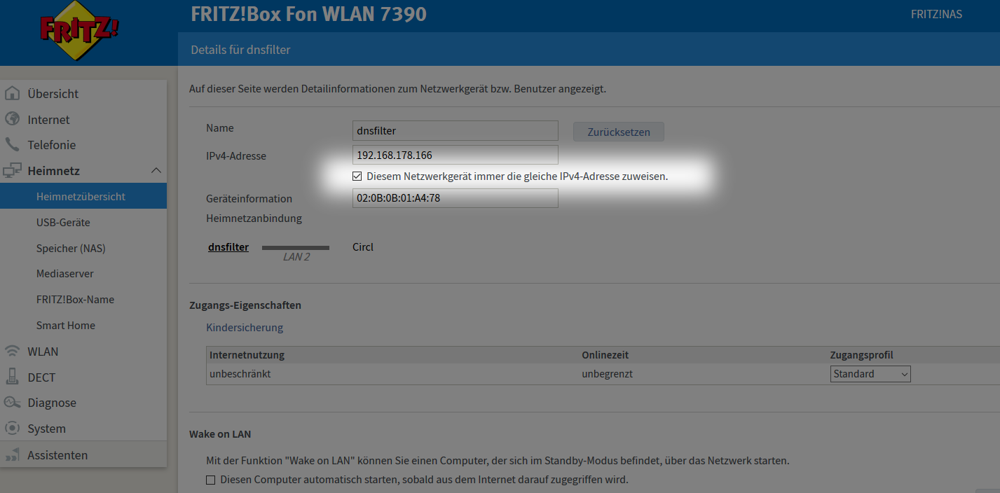 FRITZ!
FRITZ!Box Fon WLAN 7390
FRITZ!NAS
Details für dnsfilter
Übersicht
Internet
Telefonie
Heimnetz
Heimnetzübersicht
USB-Geräte
Speicher (NAS)
Mediaserver
FRITZ!Box-Name
Smart Home
WLAN
DECT
Diagnose
System
Assistenten
Auf dieser Seite werden Detailinformationen zum Netzwerkgerät bzw. Benutzer angezeigt.
Name dnsfilter Zurücksetzen
IPv4-Adresse 192.168.178.166
Diesem Netzwerkgerät immer die gleiche IPv4-Adresse zuweisen.
Geräteinformation 02:0B:0B:01:A4:78
Heimnetzanbindung
dnsfilter LAN 2 Circl
Zugangs-Eigenschaften
Kindersicherung
Internetnutzung Onlinezeit Zugangsprofil
unbeschränkt unbegrenzt Standard
Wake on LAN
Mit der Funktion "Wake on LAN" können Sie einen Computer, der sich im Standby-Modus befindet, über das Netzwerk starten.
Diesen Computer automatisch starten, sobald aus dem Internet darauf zugegriffen wird.